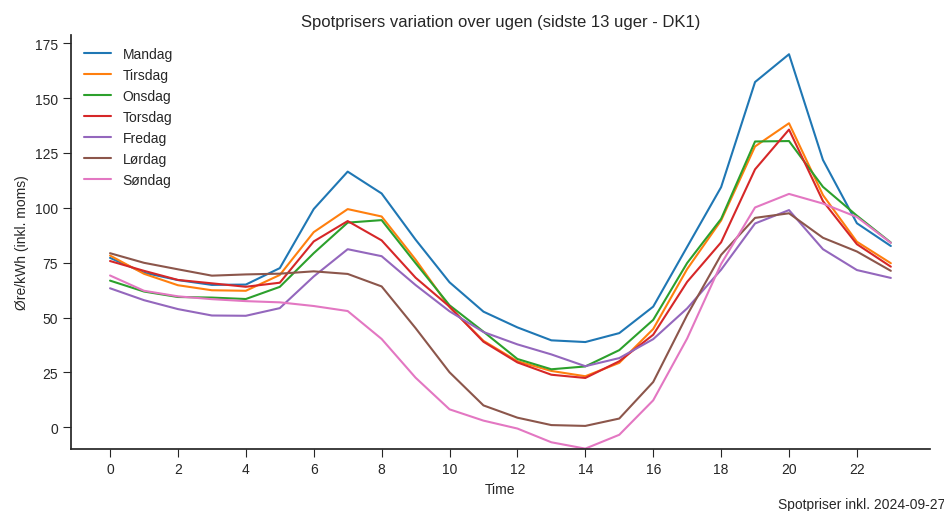 Spotprisers variation over ugen (sidste 13 uger - DK1)
Mandag
Tirsdag
Onsdag
Torsdag
Fredag
Lørdag
Søndag
175
150
125
100
75
50
25
0
Øre/kWh (inkl. moms)
0 2 4 6 8 10 12 14 16 18 20 22
Time
Spotpriser inkl. 2024-09-27